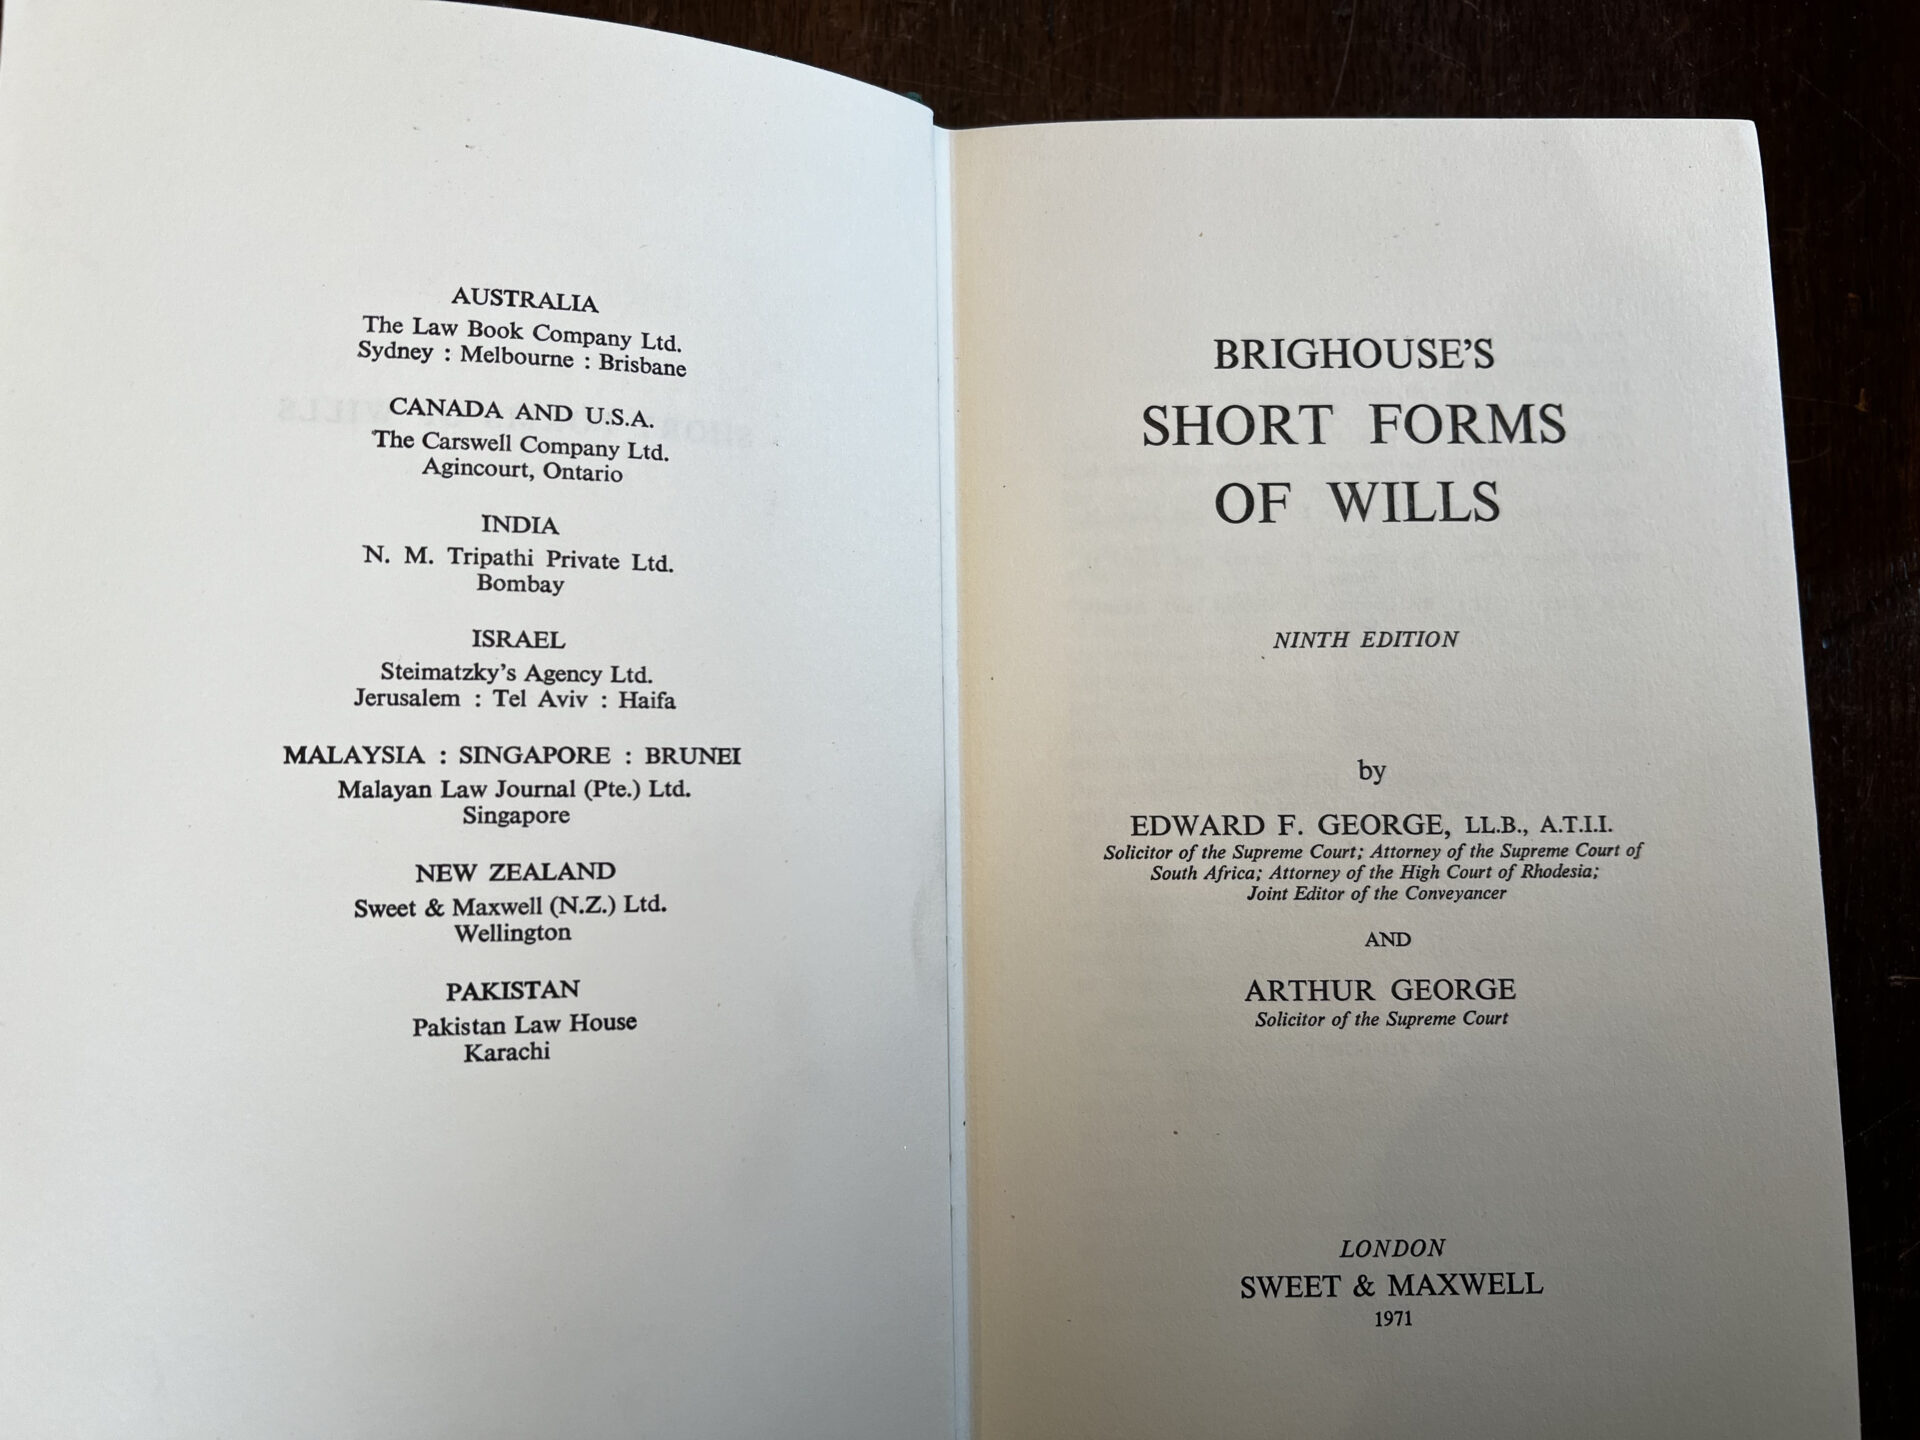 AUSTRALIA
The Law Book Company Ltd.
Sydney : Melbourne : Brisbane
CANADA AND U.S.A.
The Carswell Company Ltd.
Agincourt, Ontario
INDIA
N. M. Tripathi Private Ltd.
Bombay
ISRAEL
Steimatzky's Agency Ltd.
Jerusalem : Tel Aviv : Haifa
MALAYSIA : SINGAPORE : BRUNEI
Malayan Law Journal (Pte.) Ltd.
Singapore
NEW ZEALAND
Sweet & Maxwell (N.Z.) Ltd.
Wellington
PAKISTAN
Pakistan Law House
Karachi
BRIGHOUSE'S
SHORT FORMS
OF WILLS
NINTH EDITION
by
EDWARD F. GEORGE, LL.B., A.T.I.I.
Solicitor of the Supreme Court; Attorney of the Supreme Court of
South Africa; Attorney of the High Court of Rhodesia;
Joint Editor of the Conveyancer
AND
ARTHUR GEORGE
Solicitor of the Supreme Court
LONDON
SWEET & MAXWELL
1971